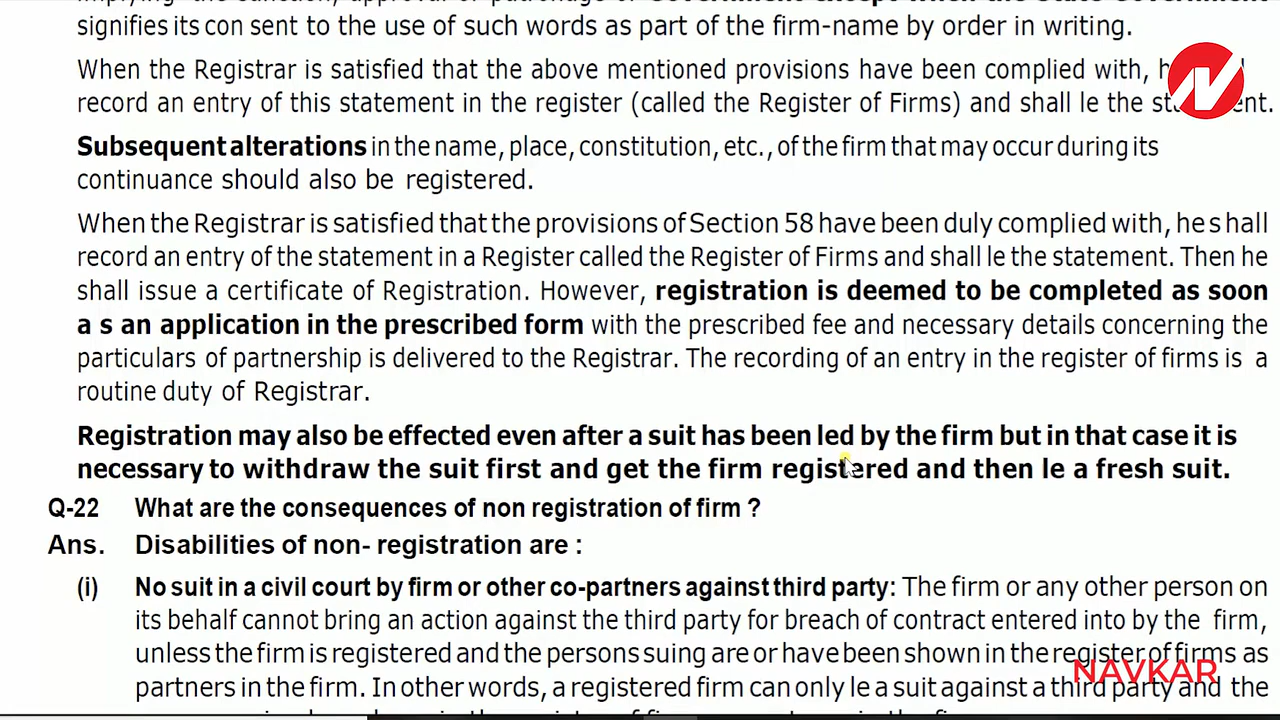 signifies its con sent to the use of such words as part of the firm-name by order in writing.
When the Registrar is satisfied that the above mentioned provisions have been complied with,
record an entry of this statement in the register (called the Register of Firms) and shall le the
Subsequent alterations in the name, place, constitution, etc., of the firm that may occur during its
continuance should also be registered.
When the Registrar is satisfied that the provisions of Section 58 have been duly complied with, he s hall
record an entry of the statement in a Register called the Register of Firms and shall le the statement. Then he
shall issue a certificate of Registration. However, registration is deemed to be completed as soon
a s an application in the prescribed form with the prescribed fee and necessary details concerning the
particulars of partnership is delivered to the Registrar. The recording of an entry in the register of firms is a
routine duty of Registrar.
Registration may also be effected even after a suit has been led by the firm but in that case it is
necessary to withdraw the suit first and get the firm registered and then le a fresh suit.
Q-22 What are the consequences of non registration of firm ?
Ans. Disabilities of non- registration are :
(i) No suit in a civil court by firm or other co-partners against third party: The firm or any other person on
its behalf cannot bring an action against the third party for breach of contract entered into by the firm,
unless the firm is registered and the persons suing are or have been shown in the register of firms as
partners in the firm. In other words, a registered firm can only le a suit against a third party and the
NAVKAR